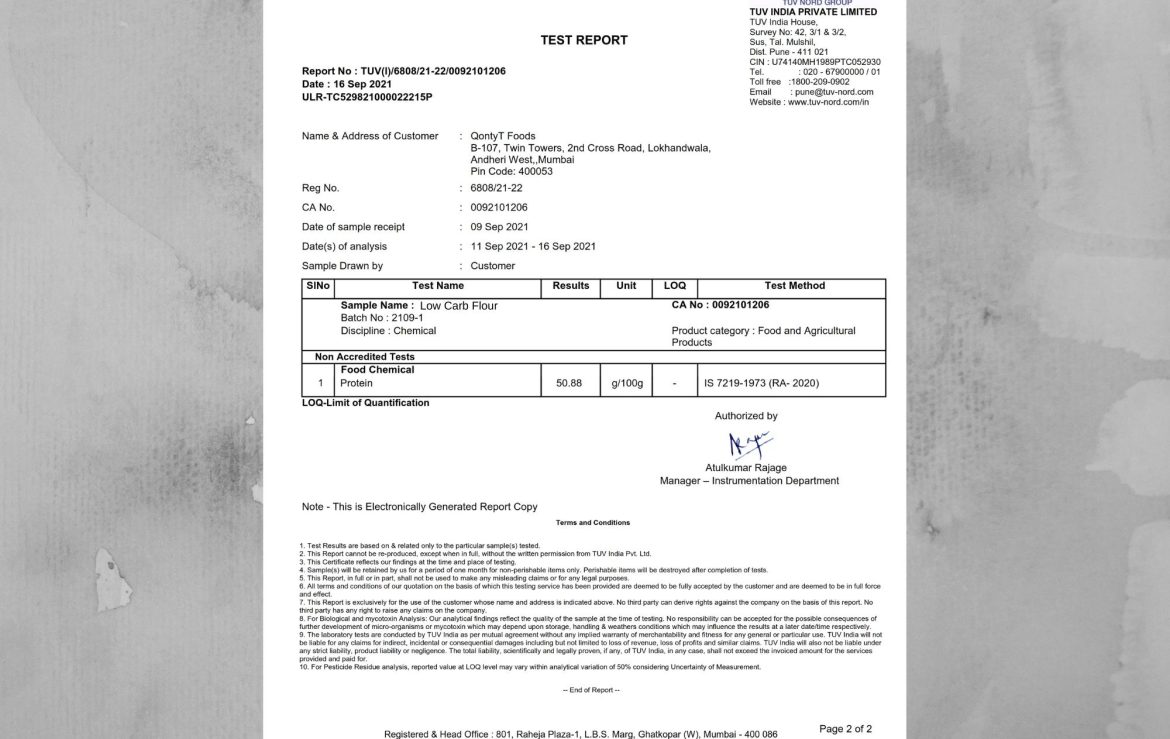 TUV NORD GROUP
TUV INDIA PRIVATE LIMITED
TUV India House,
Survey No: 42, 3/1 & 3/2,
Sus, Tal. Mulshil,
Dist. Pune - 411 021
CIN : U74140MH1989PTC052930
Tel. : 020 - 67900000 / 01
Toll free :1800-209-0902
Email : pune@tuv-nord.com
Website : www.tuv-nord.com/in
TEST REPORT
Report No : TUV(I)/6808/21-22/0092101206
Date : 16 Sep 2021
ULR-TC529821000022215P
Name & Address of Customer : QontyT Foods
B-107, Twin Towers, 2nd Cross Road, Lokhandwala,
Andheri West,,Mumbai
Pin Code: 400053
Reg No. : 6808/21-22
CA No. : 0092101206
Date of sample receipt : 09 Sep 2021
Date(s) of analysis : 11 Sep 2021 - 16 Sep 2021
Sample Drawn by : Customer
SlNo Test Name Results Unit LOQ Test Method
Sample Name : Low Carb Flour CA No : 0092101206
Batch No : 2109-1
Discipline : Chemical Product category : Food and Agricultural
Products
Non Accredited Tests
Food Chemical
1 Protein 50.88 g/100g - IS 7219-1973 (RA- 2020)
LOQ-Limit of Quantification
Authorized by
Atulkumar Rajage
Manager – Instrumentation Department
Note - This is Electronically Generated Report Copy
Terms and Conditions
1. Test Results are based on & related only to the particular sample(s) tested.
2. This Report cannot be re-produced, except when in full, without the written permission from TUV India Pvt. Ltd.
3. This Certificate reflects our findings at the time and place of testing.
4. Sample(s) will be retained by us for a period of one month for non-perishable items only. Perishable items will be destroyed after completion of tests.
5. This Report, in full or in part, shall not be used to make any misleading claims or for any legal purposes.
6. All terms and conditions of our quotation on the basis of which this testing service has been provided are deemed to be fully accepted by the customer and are deemed to be in full force
and effect.
7. This Report is exclusively for the use of the customer whose name and address is indicated above. No third party can derive rights against the company on the basis of this report. No
third party has any right to raise any claims on the company.
8. For Biological and mycotoxin Analysis: Our analytical findings reflect the quality of the sample at the time of testing. No responsibility can be accepted for the possible consequences of
further development of micro-organisms or mycotoxin which may depend upon storage, handling & weathers conditions which may influence the results at a later date/time respectively.
9. The laboratory tests are conducted by TUV India as per mutual agreement without any implied warranty of merchantability and fitness for any general or particular use. TUV India will not
be liable for any claims for indirect, incidental or consequential damages including but not limited to loss of revenue, loss of profits and similar claims. TUV India will also not be liable under
any strict liability, product liability or negligence. The total liability, scientifically and legally proven, if any, of TUV India, in any case, shall not exceed the invoiced amount for the services
provided and paid for.
10. For Pesticide Residue analysis, reported value at LOQ level may vary within analytical variation of 50% considering Uncertainty of Measurement.
-- End of Report --
Page 2 of 2
Registered & Head Office : 801, Raheja Plaza-1, L.B.S. Marg, Ghatkopar (W), Mumbai - 400 086